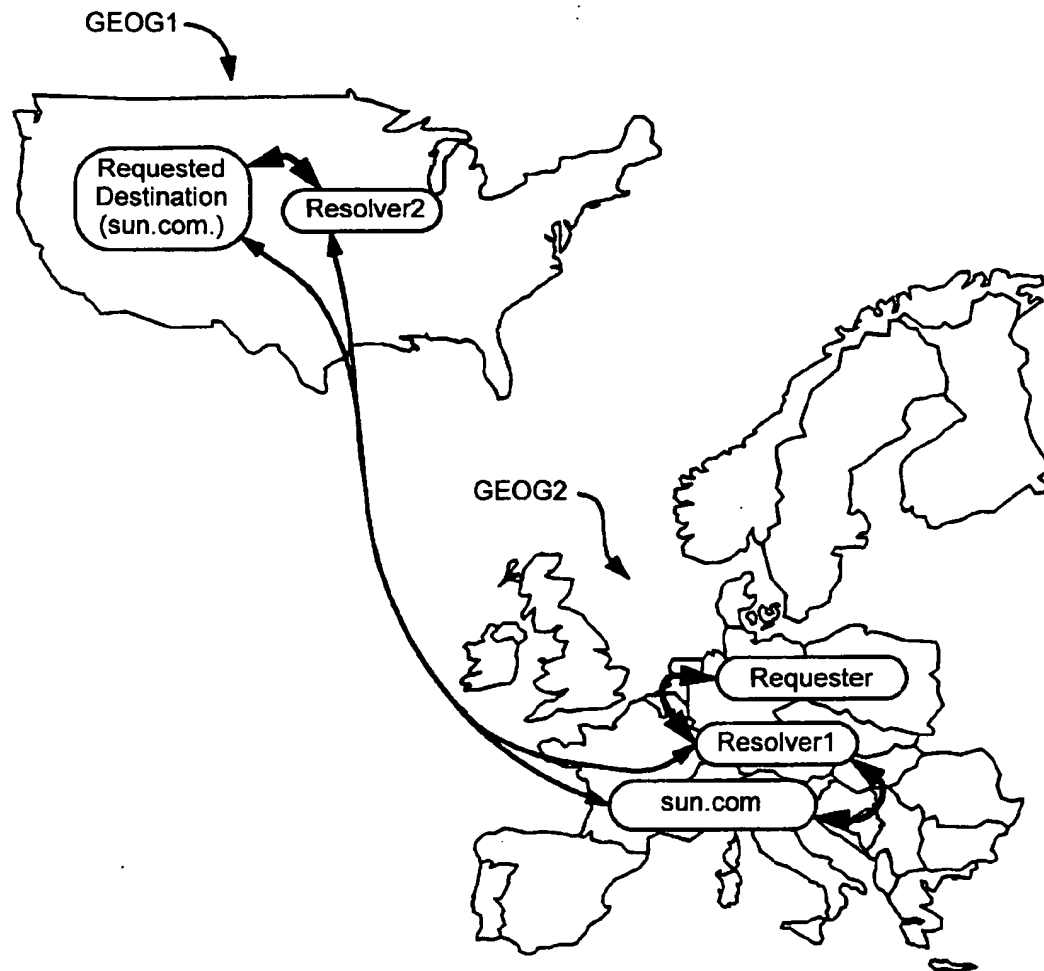 GEOG1
Requested
Destination
(sun.com.)
Resolver2
GEOG2
Requester
Resolver1
sun.com